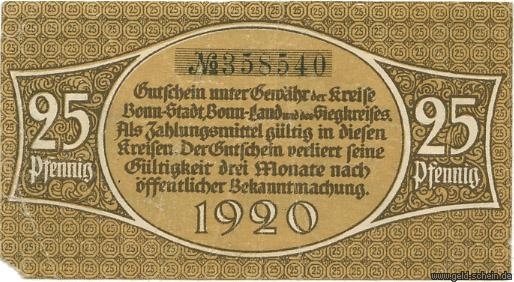 №358540
Gutschein unter Gewähr der Kreise
Bonn-Stadt, Bonn-Land und des Siegkreises.
Als Zahlungsmittel gültig in diesen
Kreisen. Der Gutschein verliert seine
Gültigkeit drei Monate nach
öffentlicher Bekanntmachung.
1920
25
Pfennig
25
Pfennig
www.geld-schein.de